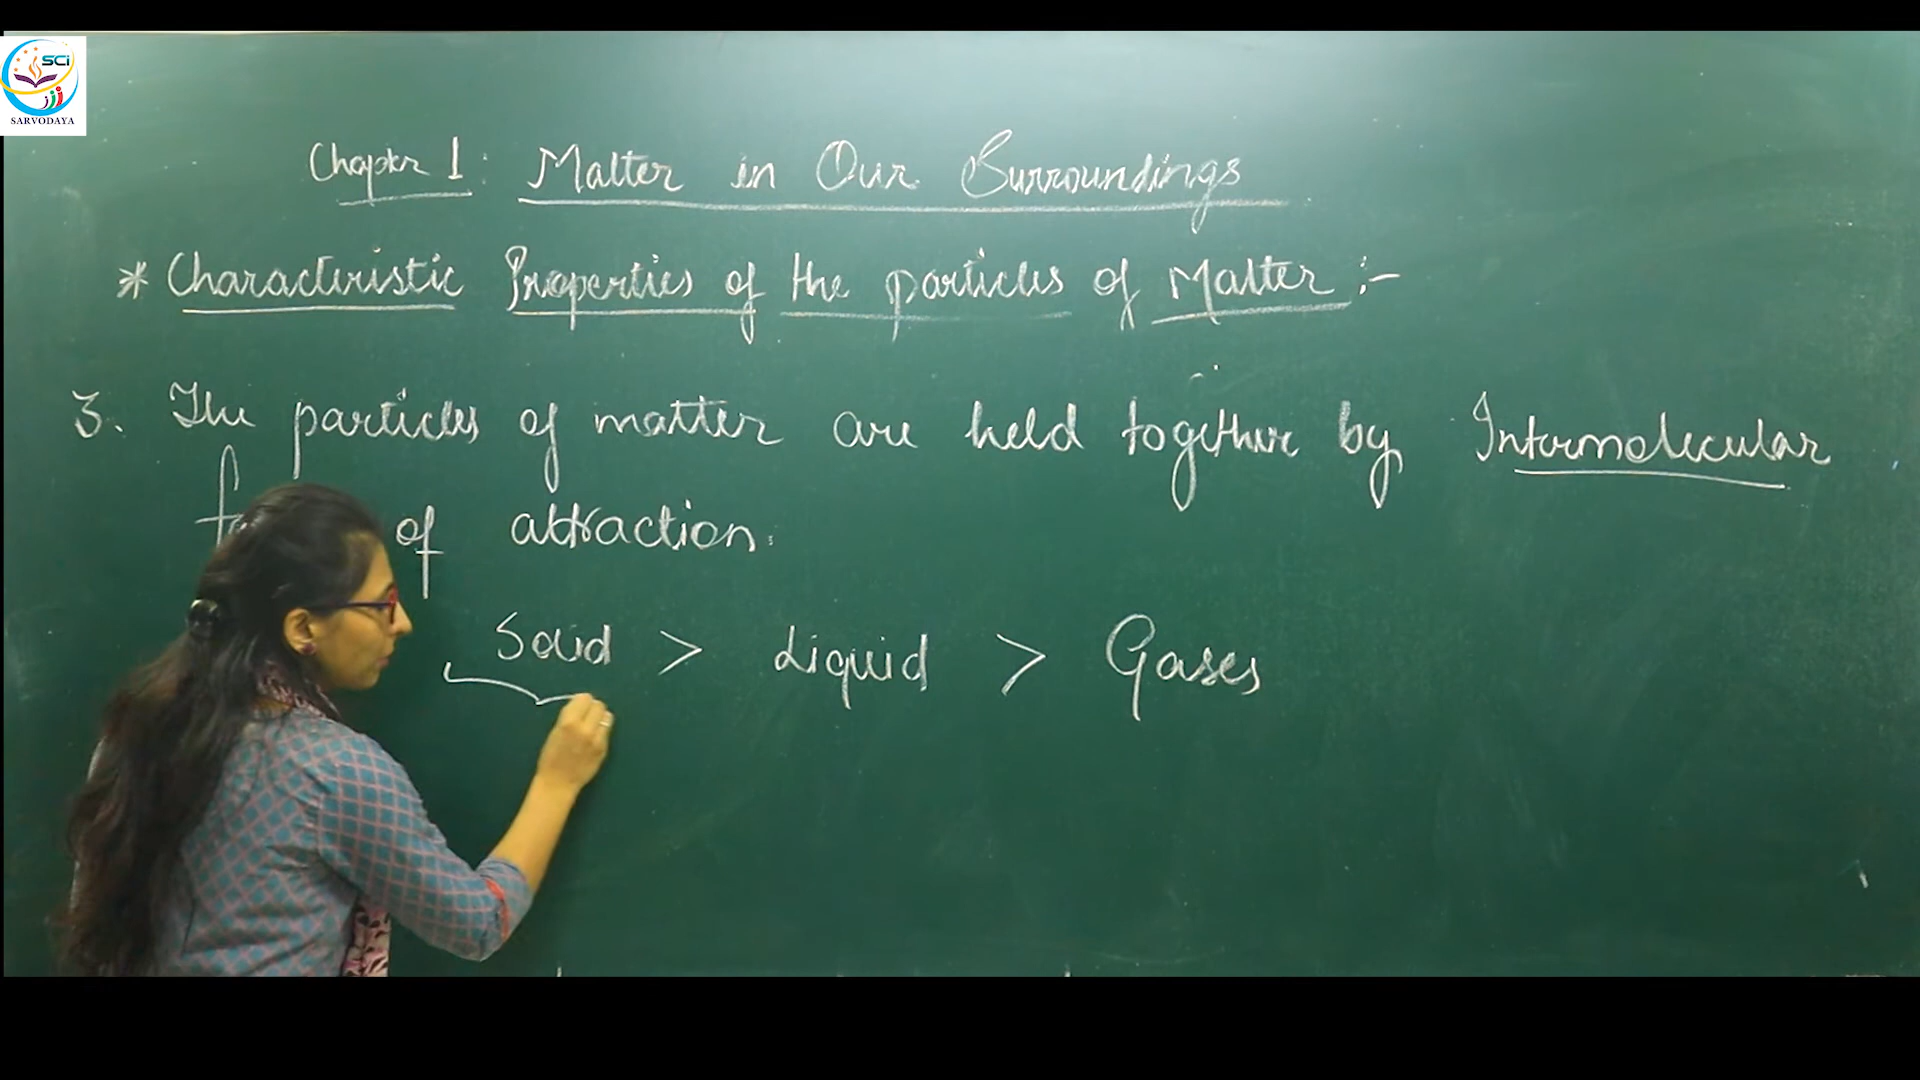 SCi
SARVODAYA
Chapter 1: Matter in Our Surroundings
* Characteristic Properties of the particles of Matter :-
3. The particles of matter are held together by Intermolecular
of attraction.
Solid > Liquid > Gases